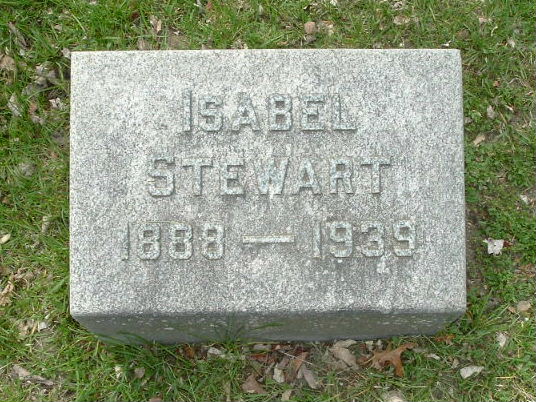 ISABEL
STEWART
1888 — 1939